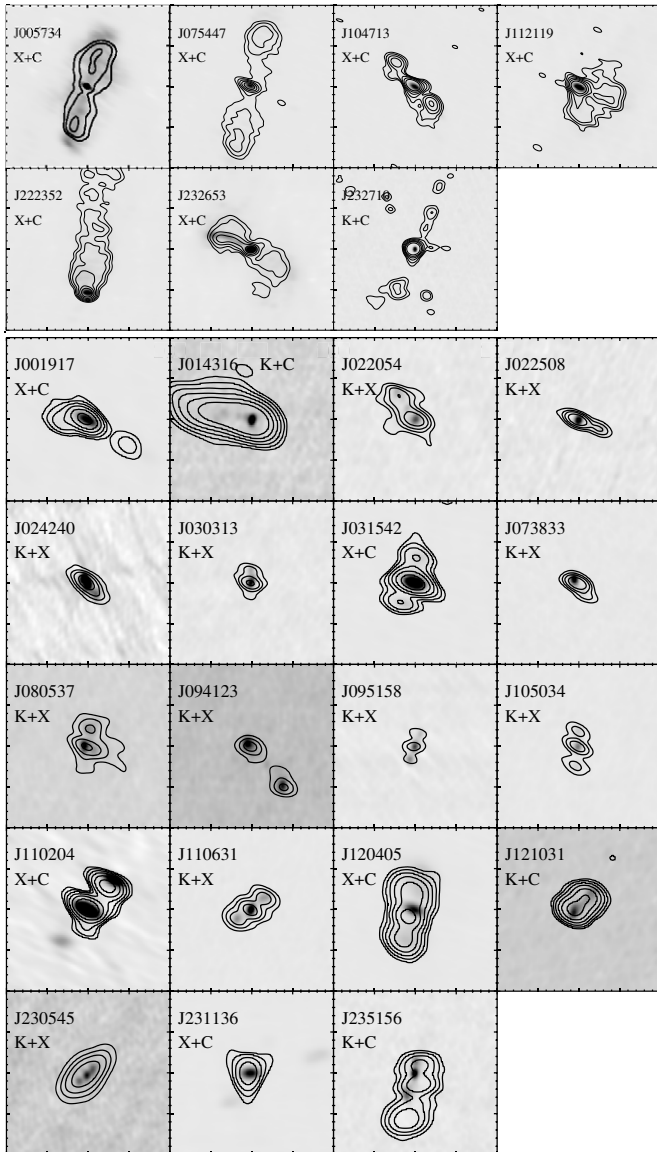 J005734
X+C
J075447
X+C
J104713
X+C
J112119
X+C
J222352
X+C
J232653
X+C
J232710
K+C
J001917
X+C
J014316 K+C
J022054
K+X
J022508
K+X
J024240
K+X
J030313
K+X
J031542
X+C
J073833
K+X
J080537
K+X
J094123
K+X
J095158
K+X
J105034
K+X
J110204
X+C
J110631
K+X
J120405
X+C
J121031
K+C
J230545
K+X
J231136
X+C
J235156
K+C